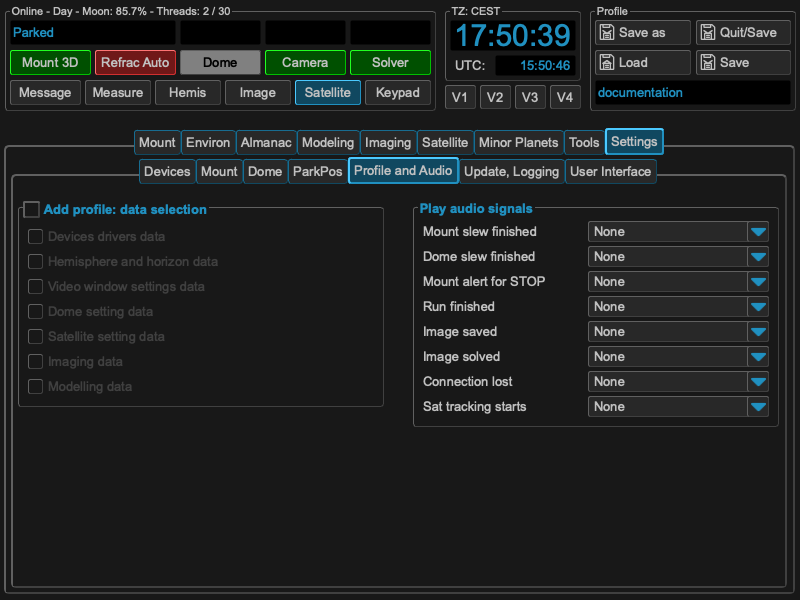 Online - Day - Moon: 85.7% - Threads: 2 / 30
Parked
Mount 3D Refrac Auto Dome Camera Solver
Message Measure Hemis Image Satellite Keypad
TZ: CEST
17:50:39
UTC: 15:50:46
V1 V2 V3 V4
Profile
Save as Quit/Save
Load Save
documentation
Mount Environ Almanac Modeling Imaging Satellite Minor Planets Tools Settings
Devices Mount Dome ParkPos Profile and Audio Update, Logging User Interface
Add profile: data selection
Devices drivers data
Hemisphere and horizon data
Video window settings data
Dome setting data
Satellite setting data
Imaging data
Modelling data
Play audio signals
Mount slew finished None
Dome slew finished None
Mount alert for STOP None
Run finished None
Image saved None
Image solved None
Connection lost None
Sat tracking starts None